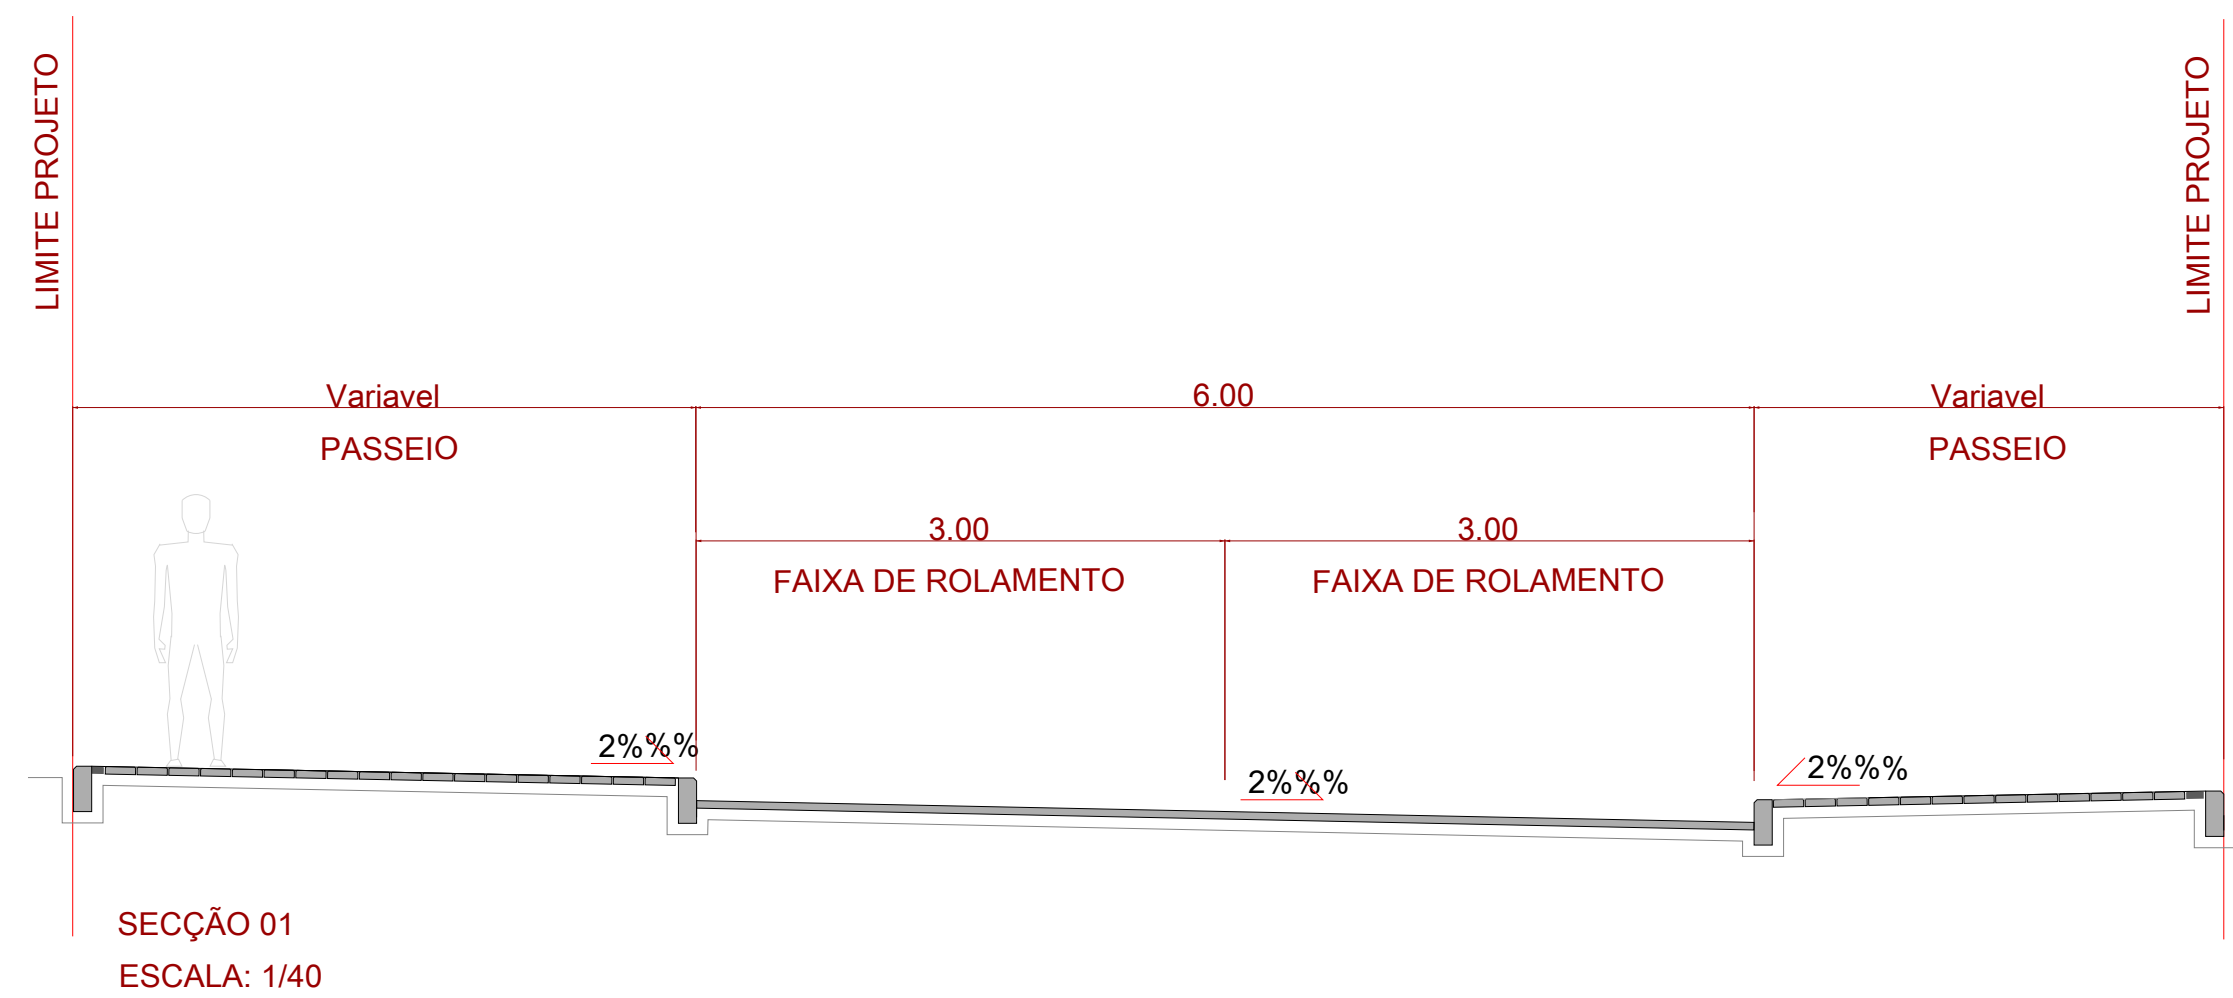 LIMITE PROJETO
LIMITE PROJETO
Variavel
6.00
Variavel
PASSEIO
PASSEIO
3.00
3.00
FAIXA DE ROLAMENTO
FAIXA DE ROLAMENTO
2%%%
2%%%
2%%%
SECÇÃO 01
ESCALA: 1/40